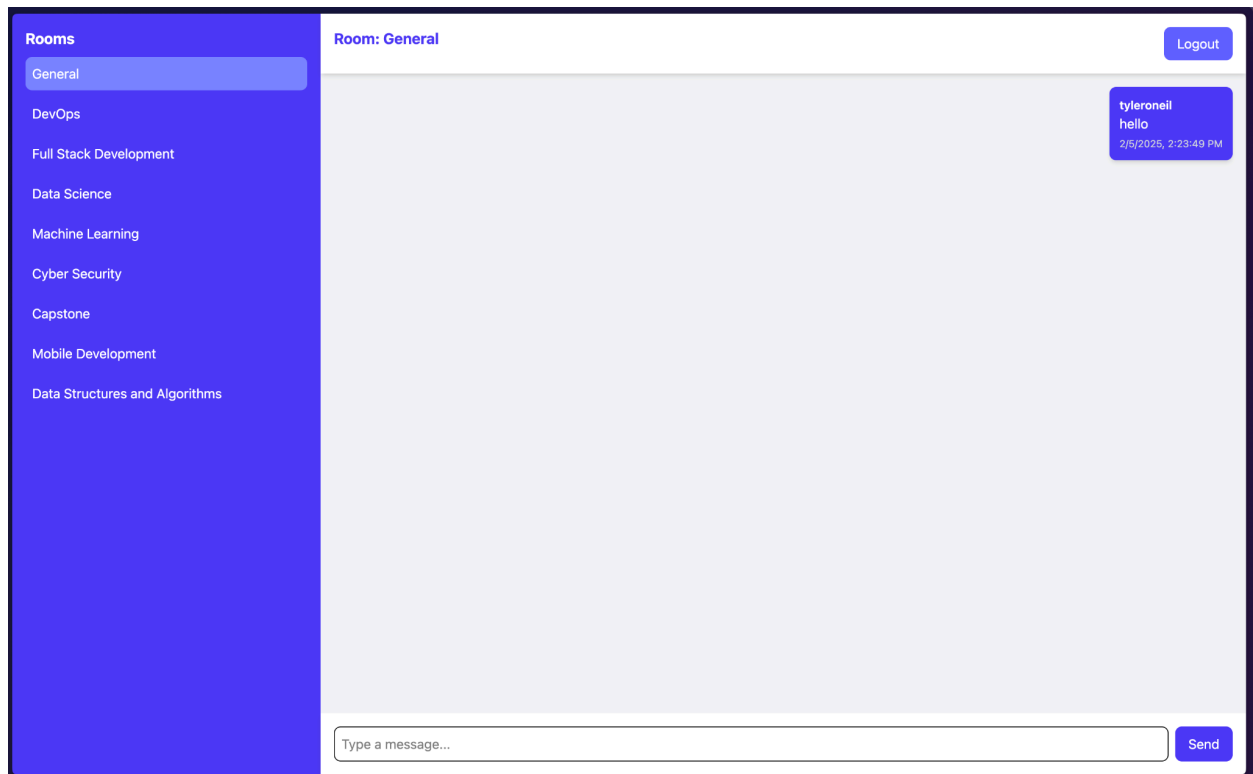 Rooms
General
DevOps
Full Stack Development
Data Science
Machine Learning
Cyber Security
Capstone
Mobile Development
Data Structures and Algorithms
Room: General
Logout
tyleroneil
hello
2/5/2025, 2:23:49 PM
Type a message...
Send